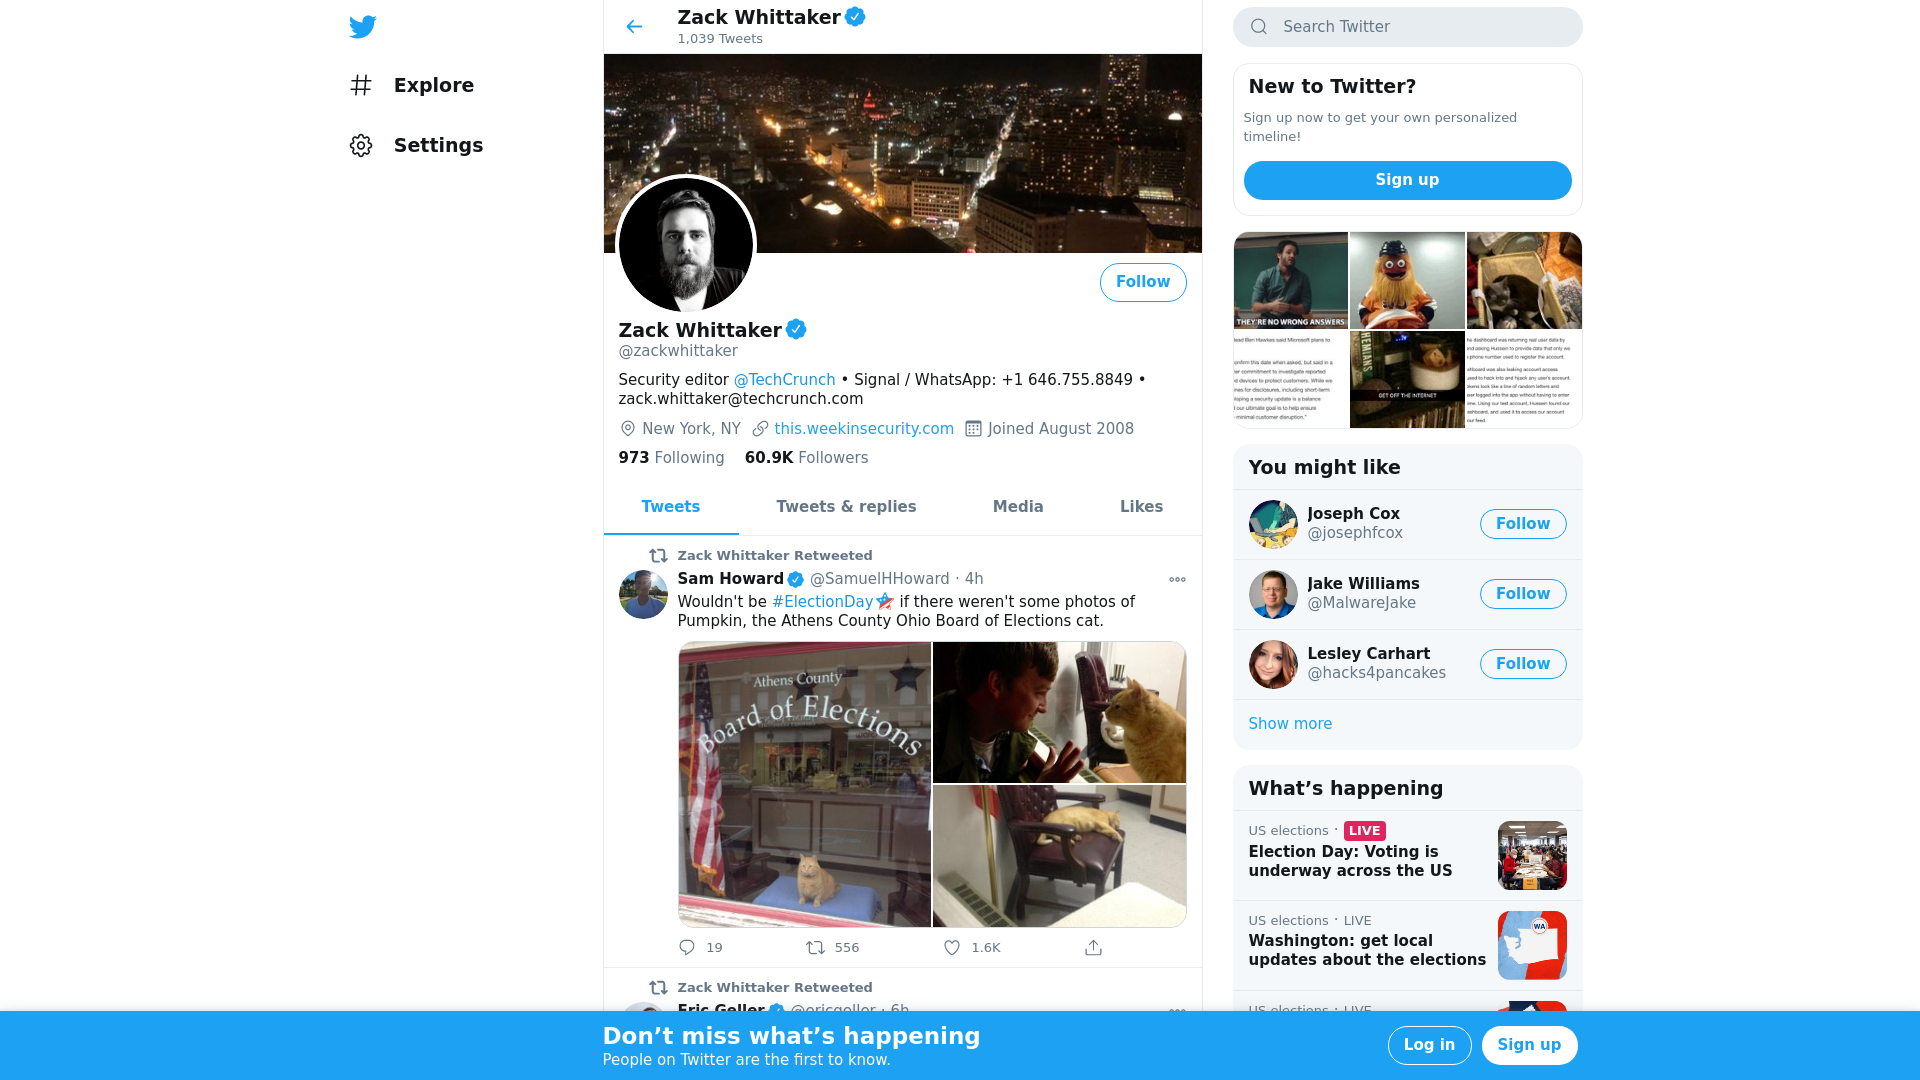 Explore
Settings
Zack Whittaker
1,039 Tweets
Follow
Zack Whittaker
@zackwhittaker
Security editor @TechCrunch • Signal / WhatsApp: +1 646.755.8849 •
zack.whittaker@techcrunch.com
New York, NY this.weekinsecurity.com Joined August 2008
973 Following 60.9K Followers
Tweets Tweets & replies Media Likes
Zack Whittaker Retweeted
Sam Howard @SamuelHHoward · 4h
Wouldn't be #ElectionDay if there weren't some photos of
Pumpkin, the Athens County Ohio Board of Elections cat.
Athens County
Board of Elections
19 556 1.6K
Zack Whittaker Retweeted
Eric Geller @ericgeller · 6h
Search Twitter
New to Twitter?
Sign up now to get your own personalized
timeline!
Sign up
THEY'RE NO WRONG ANSWERS
GET OFF THE INTERNET
You might like
Joseph Cox
@josephfcox
Follow
Jake Williams
@MalwareJake
Follow
Lesley Carhart
@hacks4pancakes
Follow
Show more
What’s happening
US elections · LIVE
Election Day: Voting is
underway across the US
US elections · LIVE
Washington: get local
updates about the elections
WA
US elections · LIVE
Don’t miss what’s happening
People on Twitter are the first to know.
Log in
Sign up